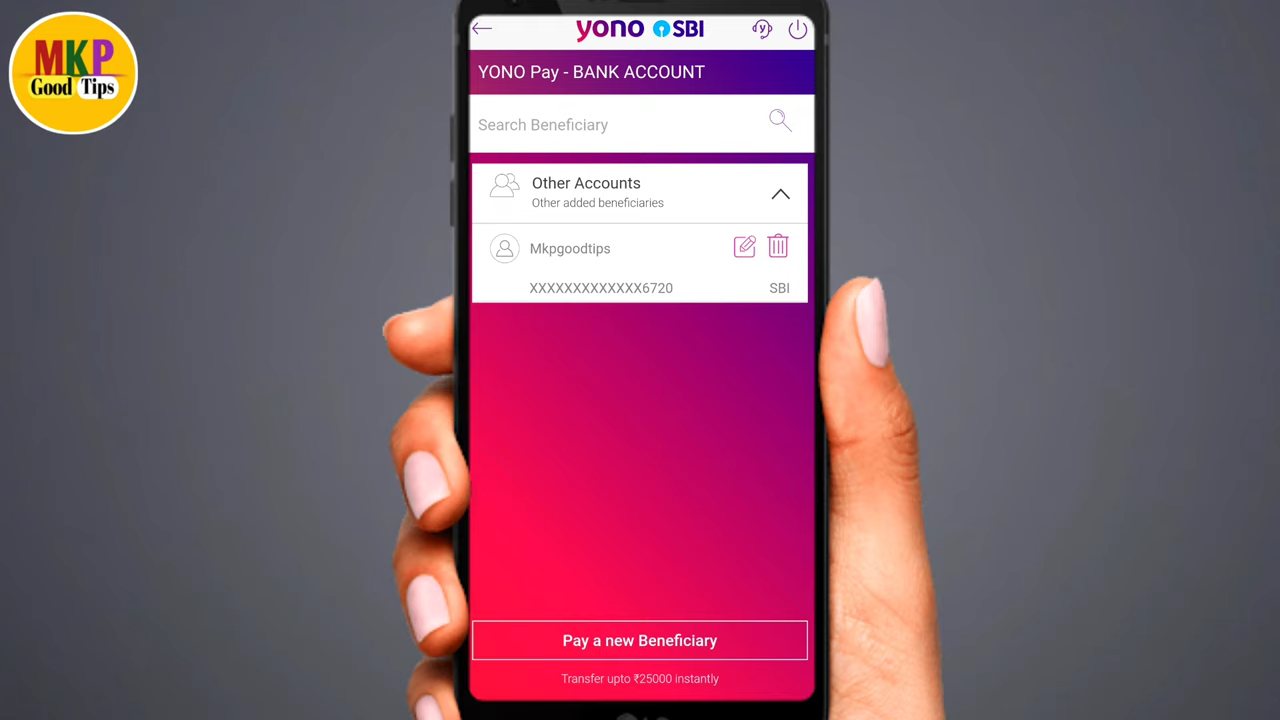 MKP
Good Tips
yono SBI
YONO Pay - BANK ACCOUNT
Search Beneficiary
Other Accounts
Other added beneficiaries
Mkpgoodtips
XXXXXXXXXXXXX6720 SBI
Pay a new Beneficiary
Transfer upto ₹25000 instantly